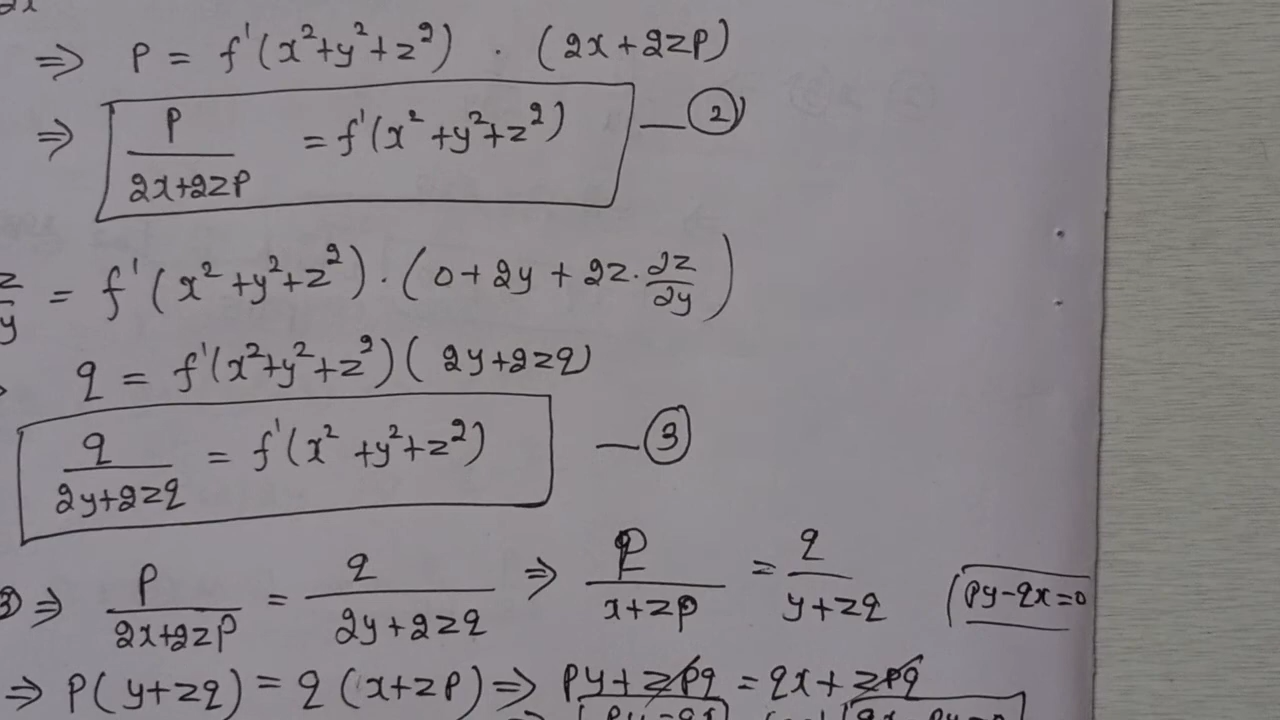 ⇒ p = f'(x²+y²+z²) · (2x+2zp)
⇒ p/(2x+2zp) = f'(x²+y²+z²) —②
= f'(x²+y²+z²)·(0+2y+2z·∂z/∂y)
q = f'(x²+y²+z²)(2y+2zq)
q/(2y+2zq) = f'(x²+y²+z²) —③
⇒ p/(2x+2zp) = q/(2y+2zq) ⇒ p/(x+zp) = q/(y+zq) py-qx=0
⇒ p(y+zq) = q(x+zp) ⇒ py+zpq = qx+zpq